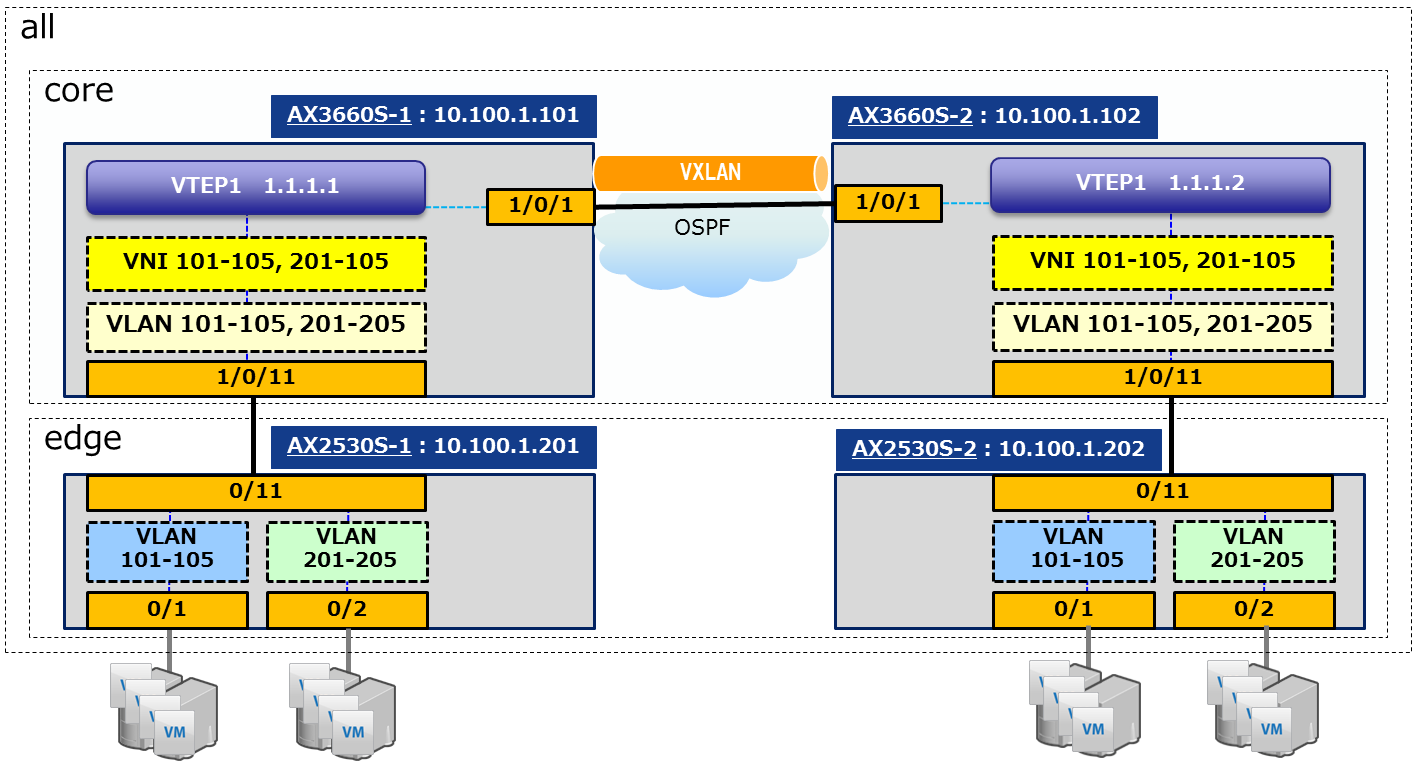 all
core
AX3660S-1 : 10.100.1.101
AX3660S-2 : 10.100.1.102
VTEP1 1.1.1.1
VXLAN
VTEP1 1.1.1.2
1/0/1
1/0/1
OSPF
VNI 101-105, 201-105
VNI 101-105, 201-105
VLAN 101-105, 201-205
VLAN 101-105, 201-205
1/0/11
1/0/11
edge
AX2530S-1 : 10.100.1.201
AX2530S-2 : 10.100.1.202
0/11
0/11
VLAN
101-105
VLAN
201-205
VLAN
101-105
VLAN
201-205
0/1
0/2
0/1
0/2
VM
VM
VM
VM